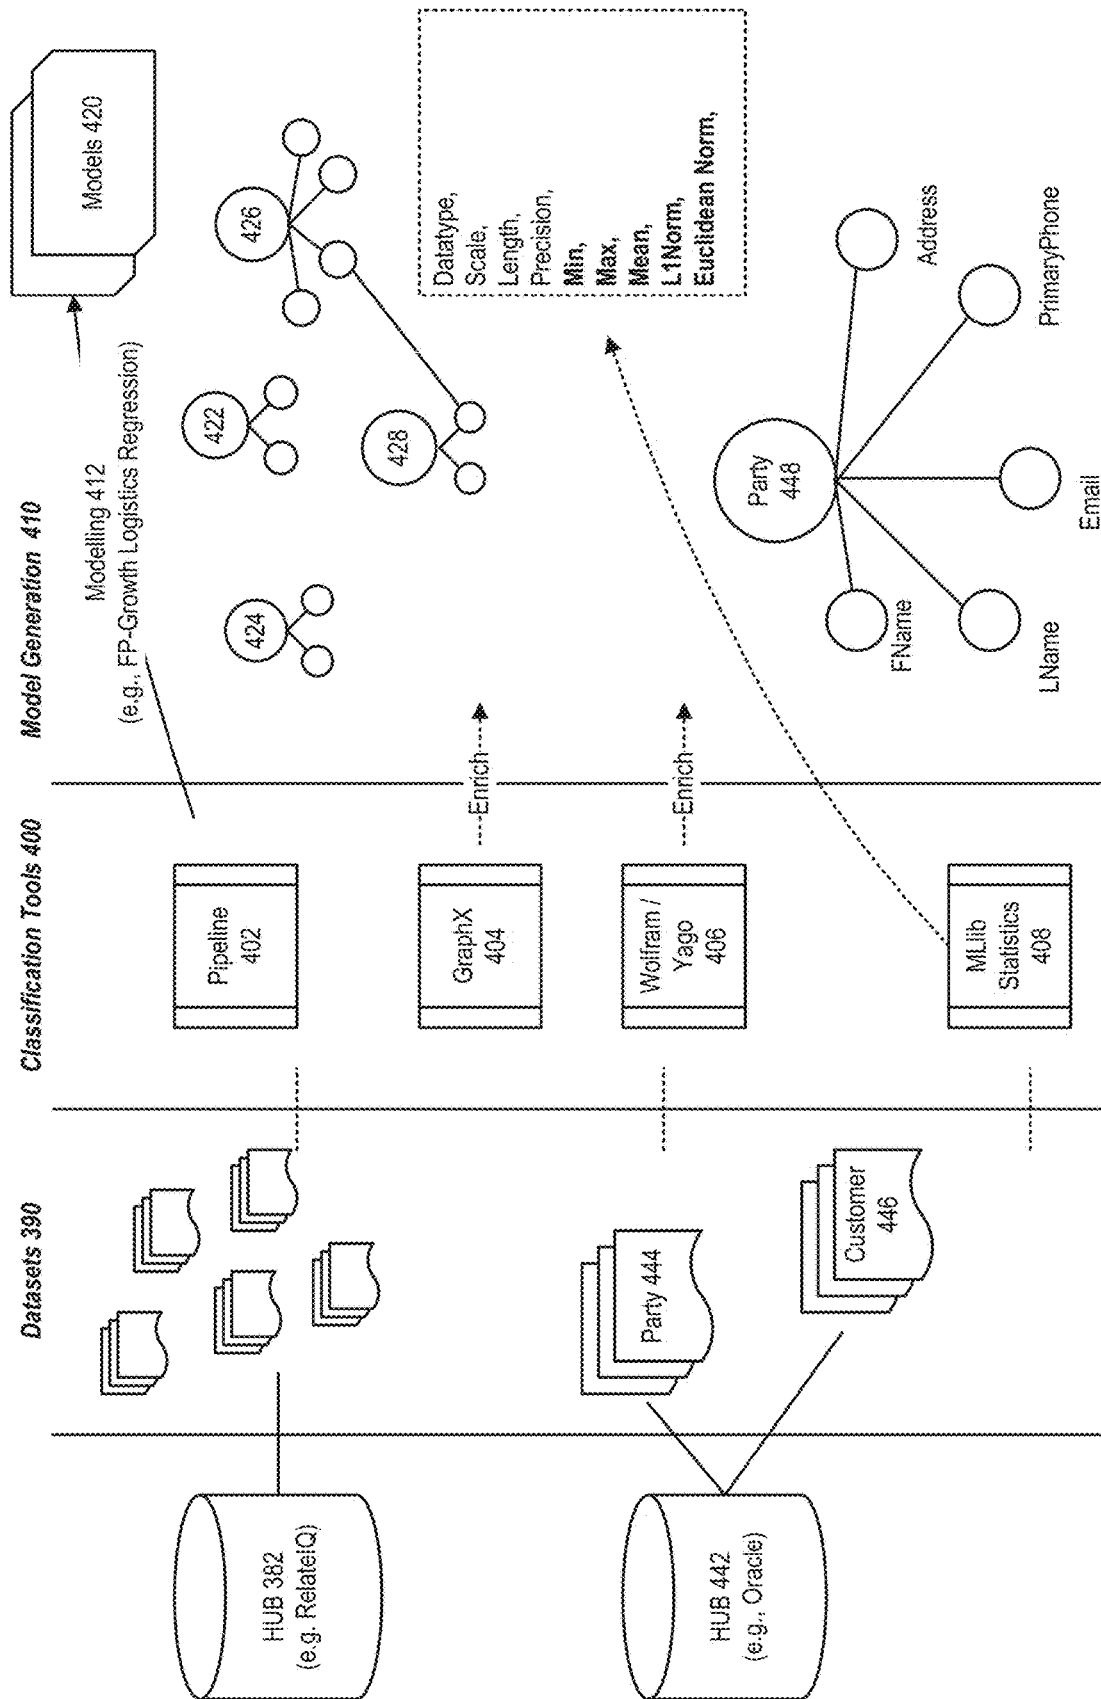 Datasets 390
Classification Tools 400
Model Generation 410
HUB 382
(e.g. RelateIQ)
HUB 442
(e.g., Oracle)
Party 444
Customer
446
Pipeline
402
GraphX
404
Wolfram /
Yago
406
MLlib
Statistics
408
Enrich
Enrich
Modelling 412
(e.g., FP-Growth Logistics Regression)
Models 420
424
422
426
428
Datatype,
Scale,
Length,
Precision,
Min,
Max,
Mean,
L1Norm,
Euclidean Norm,
Party
448
FName
LName
Email
PrimaryPhone
Address